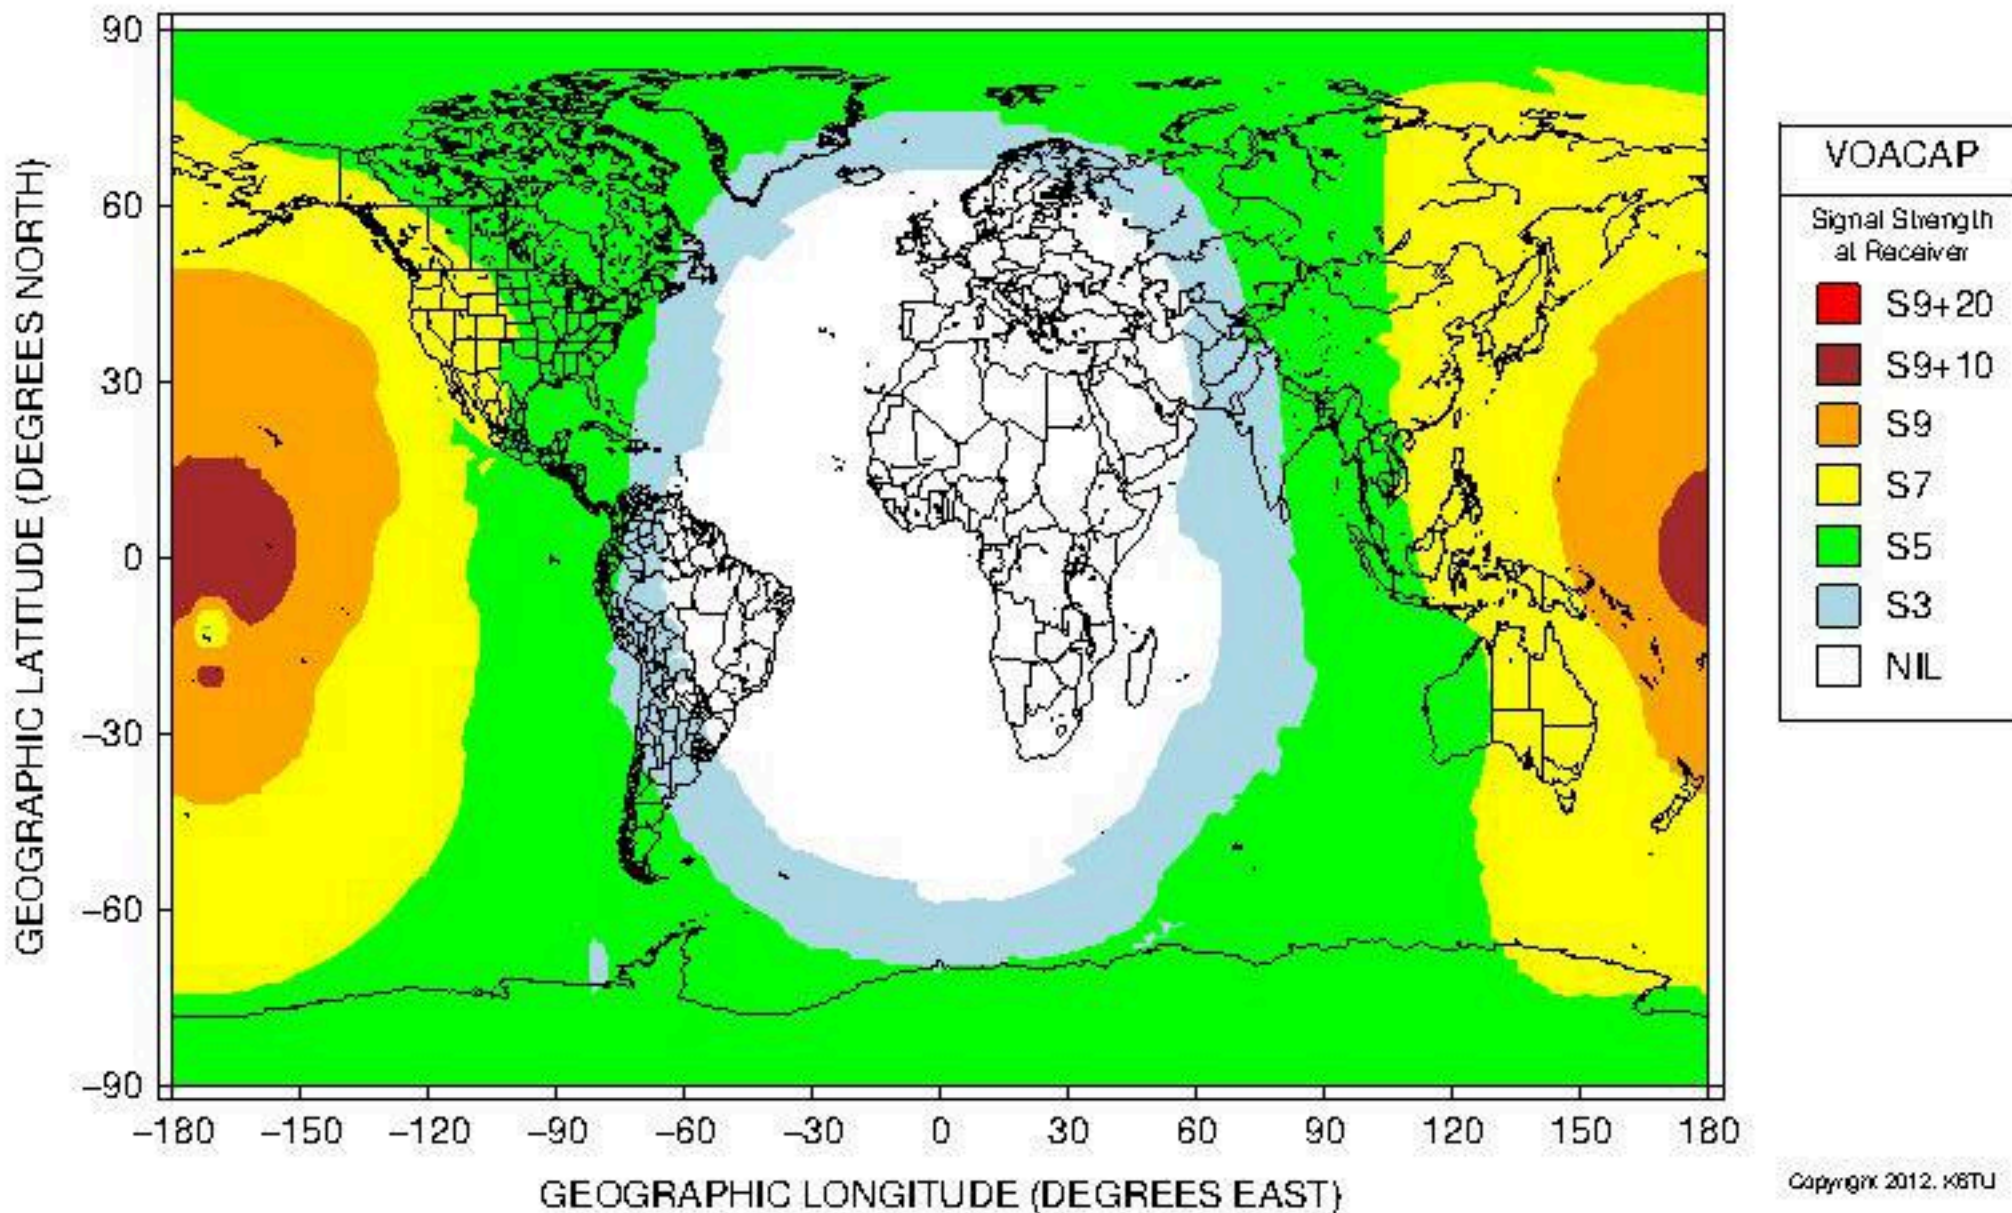 GEOGRAPHIC LATITUDE (DEGREES NORTH)
90
60
30
0
−30
−60
−90
−180 −150 −120 −90 −60 −30 0 30 60 90 120 150 180
GEOGRAPHIC LONGITUDE (DEGREES EAST)
VOACAP
Signal Strength
at Receiver
S9+20
S9+10
S9
S7
S5
S3
NIL
Copyright 2012, K6TU